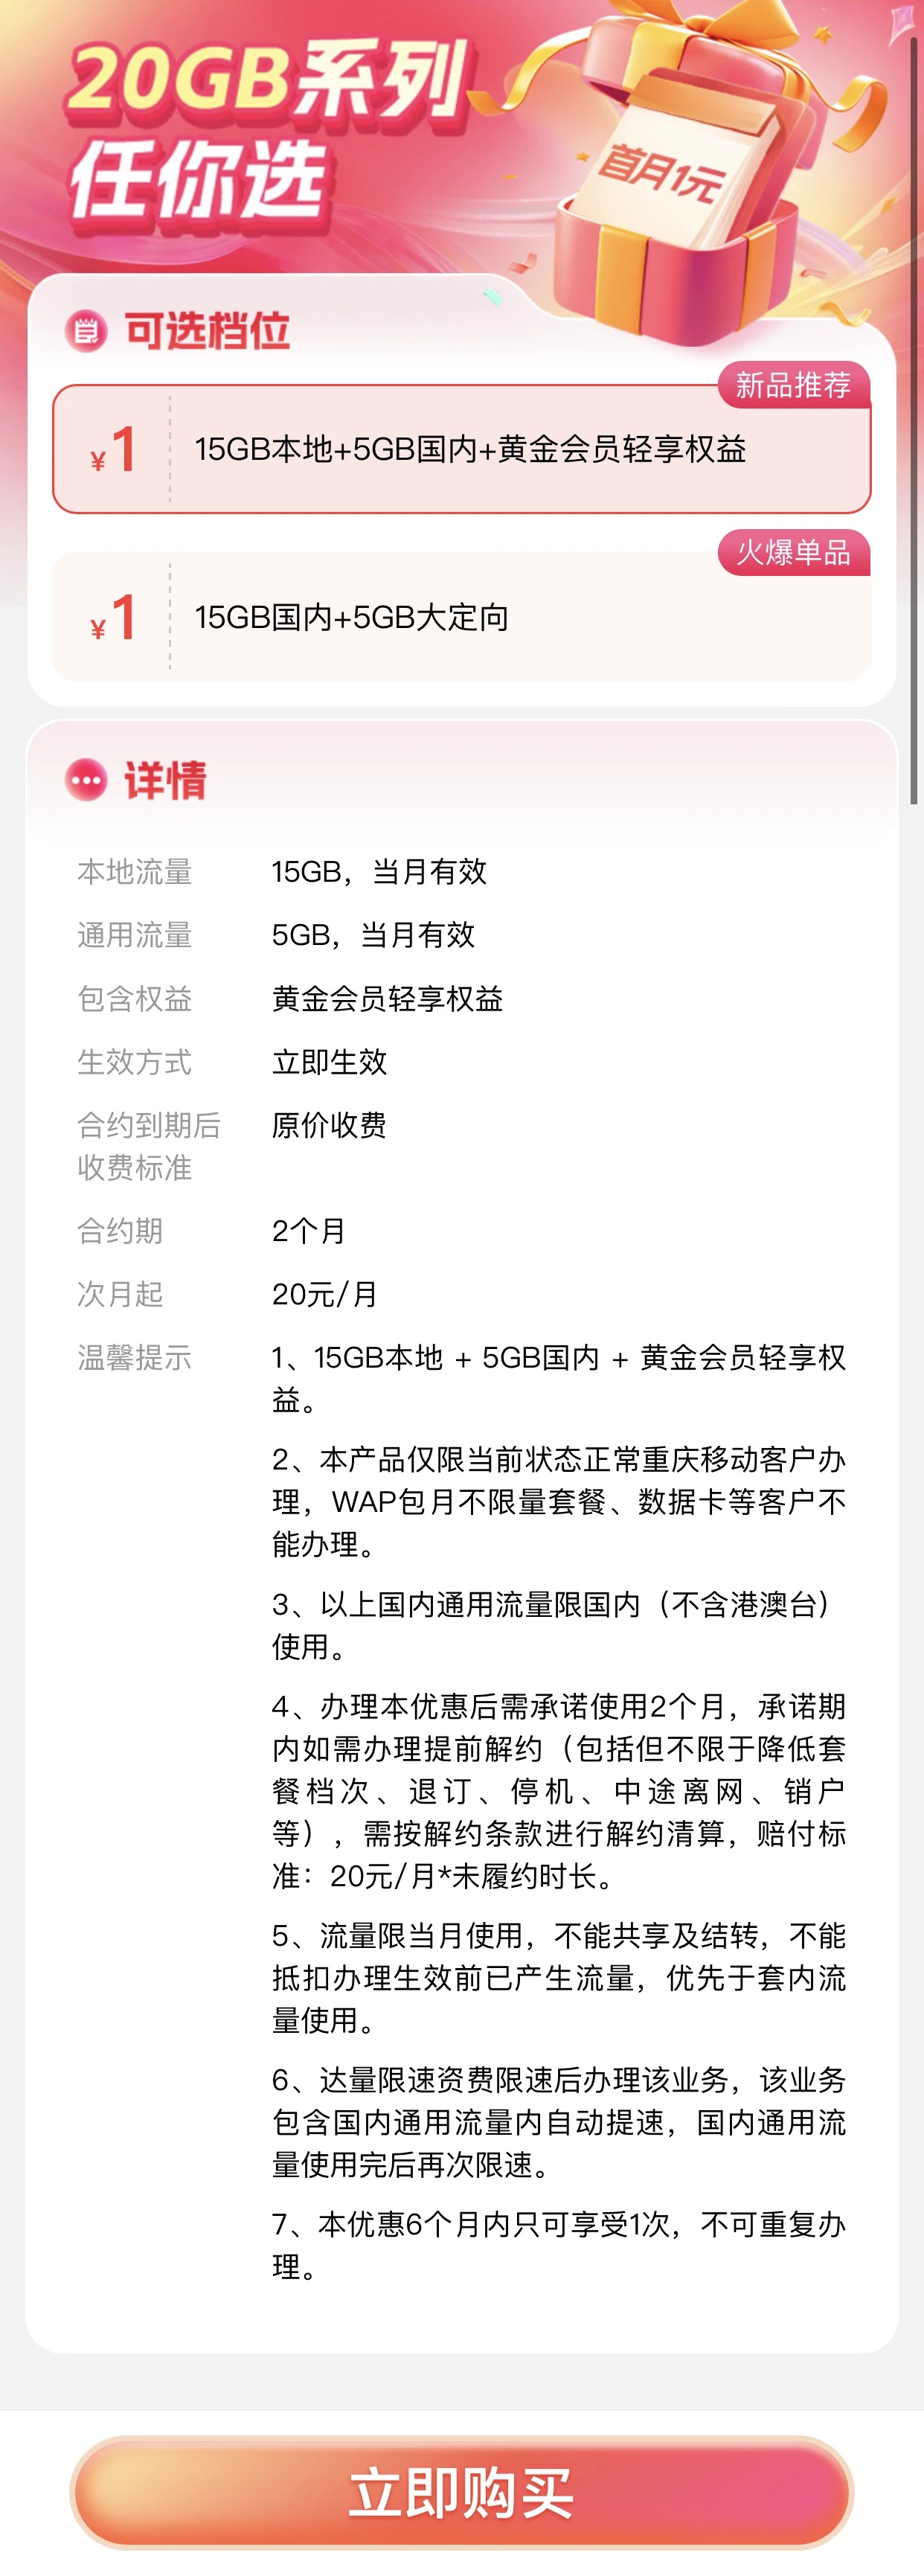 20GB系列
任你选
首月1元
可选档位
新品推荐
¥1
15GB本地+5GB国内+黄金会员轻享权益
火爆单品
¥1
15GB国内+5GB大定向
详情
本地流量 15GB，当月有效
通用流量 5GB，当月有效
包含权益 黄金会员轻享权益
生效方式 立即生效
合约到期后 原价收费
收费标准
合约期 2个月
次月起 20元/月
温馨提示 1、15GB本地 + 5GB国内 + 黄金会员轻享权
益。
2、本产品仅限当前状态正常重庆移动客户办
理，WAP包月不限量套餐、数据卡等客户不
能办理。
3、以上国内通用流量限国内（不含港澳台）
使用。
4、办理本优惠后需承诺使用2个月，承诺期
内如需办理提前解约（包括但不限于降低套
餐档次、退订、停机、中途离网、销户
等），需按解约条款进行解约清算，赔付标
准：20元/月*未履约时长。
5、流量限当月使用，不能共享及结转，不能
抵扣办理生效前已产生流量，优先于套内流
量使用。
6、达量限速资费限速后办理该业务，该业务
包含国内通用流量内自动提速，国内通用流
量使用完后再次限速。
7、本优惠6个月内只可享受1次，不可重复办
理。
立即购买